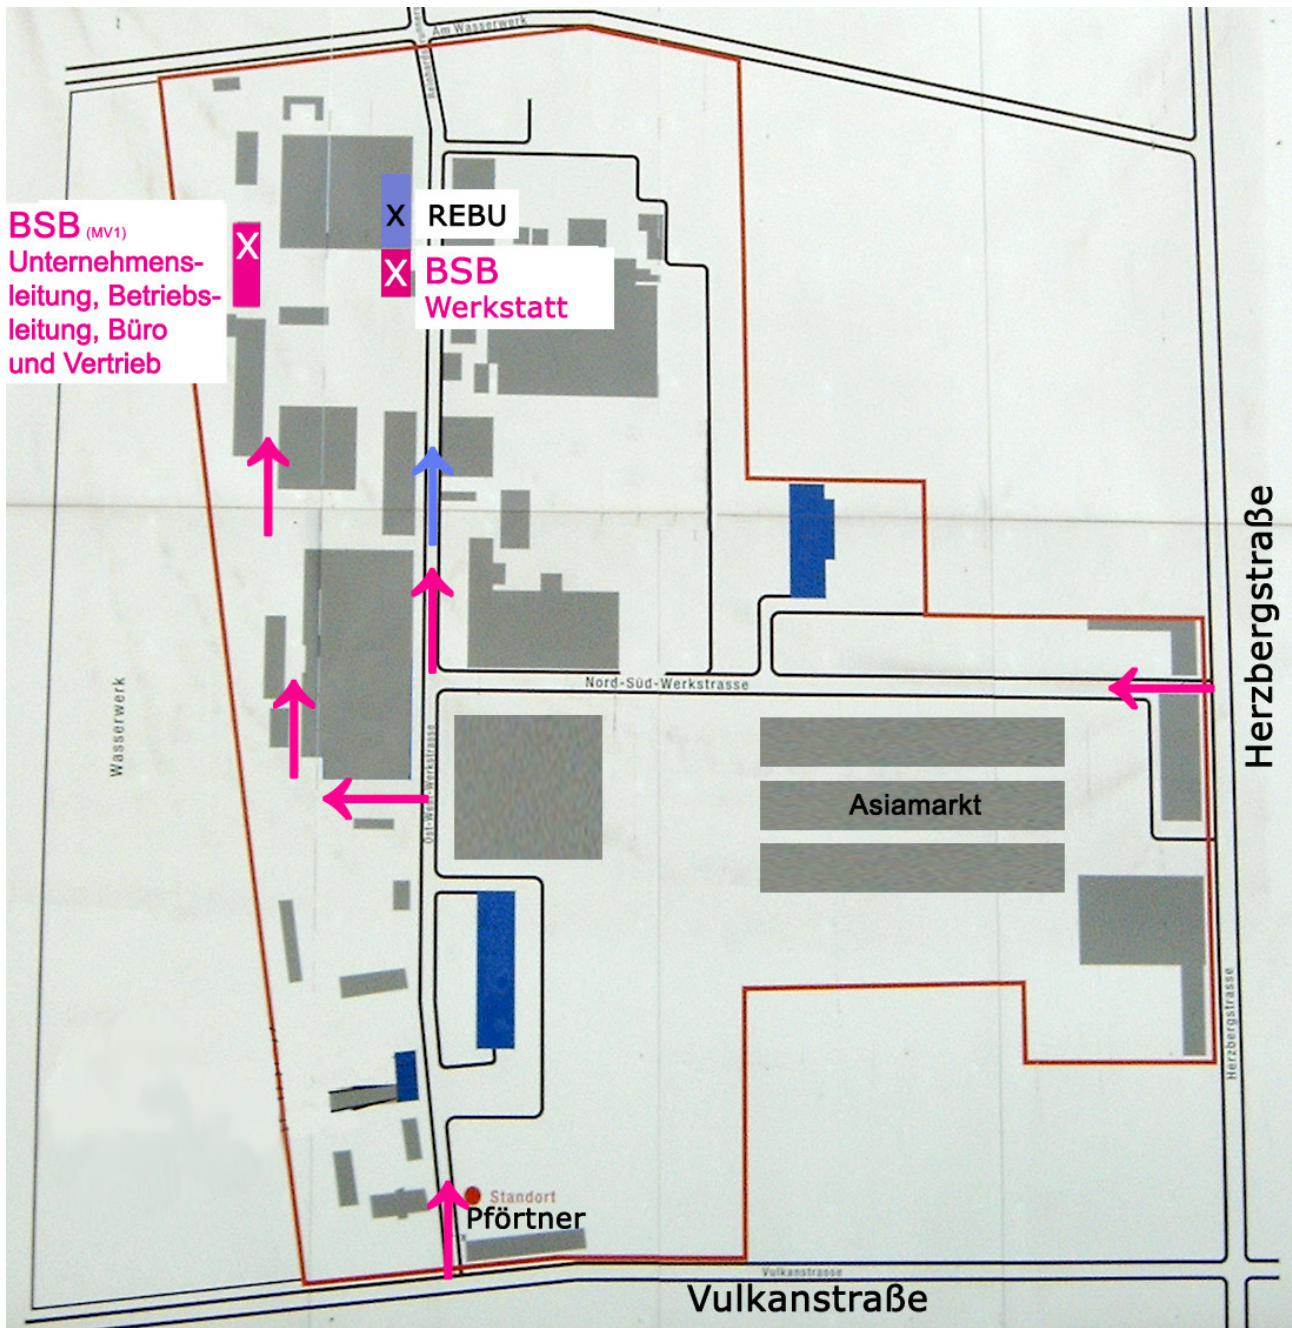 Am Wasserwerk
BSB (MV1)
Unternehmens-
leitung, Betriebs-
leitung, Büro
und Vertrieb
X
X
REBU
X
BSB
Werkstatt
Herzbergstraße
Wasserwerk
Nord-Süd-Werkstrasse
Ost-West-Werkstrasse
Asiamarkt
Herzbergstrasse
Standort
Pförtner
Vulkanstrasse
Vulkanstraße